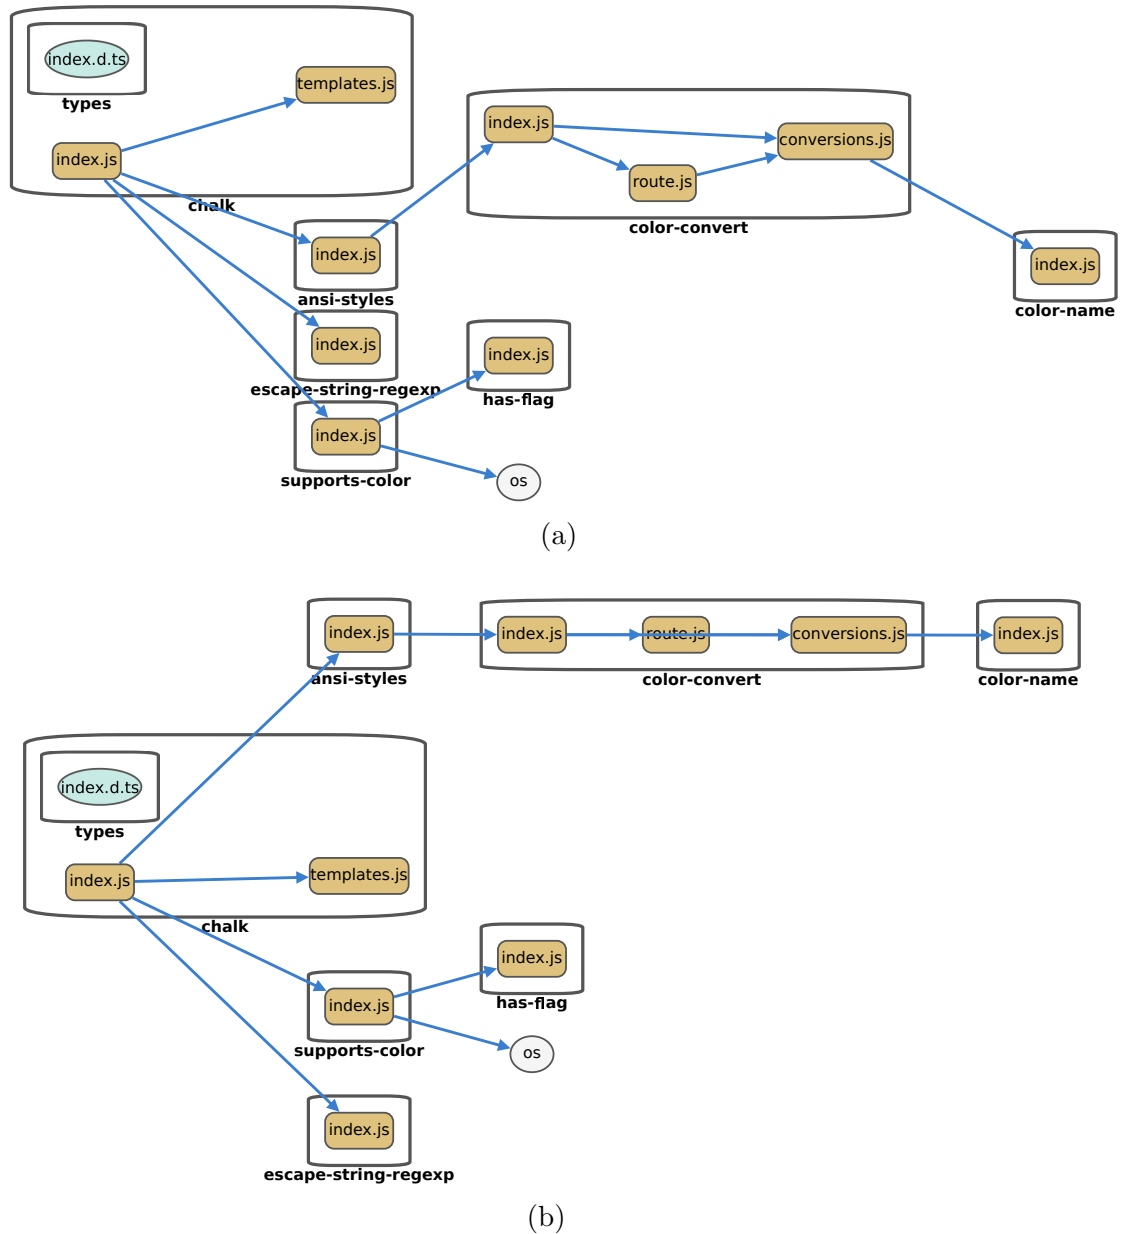 index.d.ts
types
templates.js
index.js
chalk
index.js
route.js
conversions.js
color-convert
index.js
ansi-styles
index.js
color-name
index.js
escape-string-regexp
index.js
has-flag
index.js
supports-color
os
(a)
index.js
ansi-styles
index.js
route.js
conversions.js
color-convert
index.js
color-name
index.d.ts
types
index.js
templates.js
chalk
index.js
has-flag
index.js
supports-color
os
index.js
escape-string-regexp
(b)